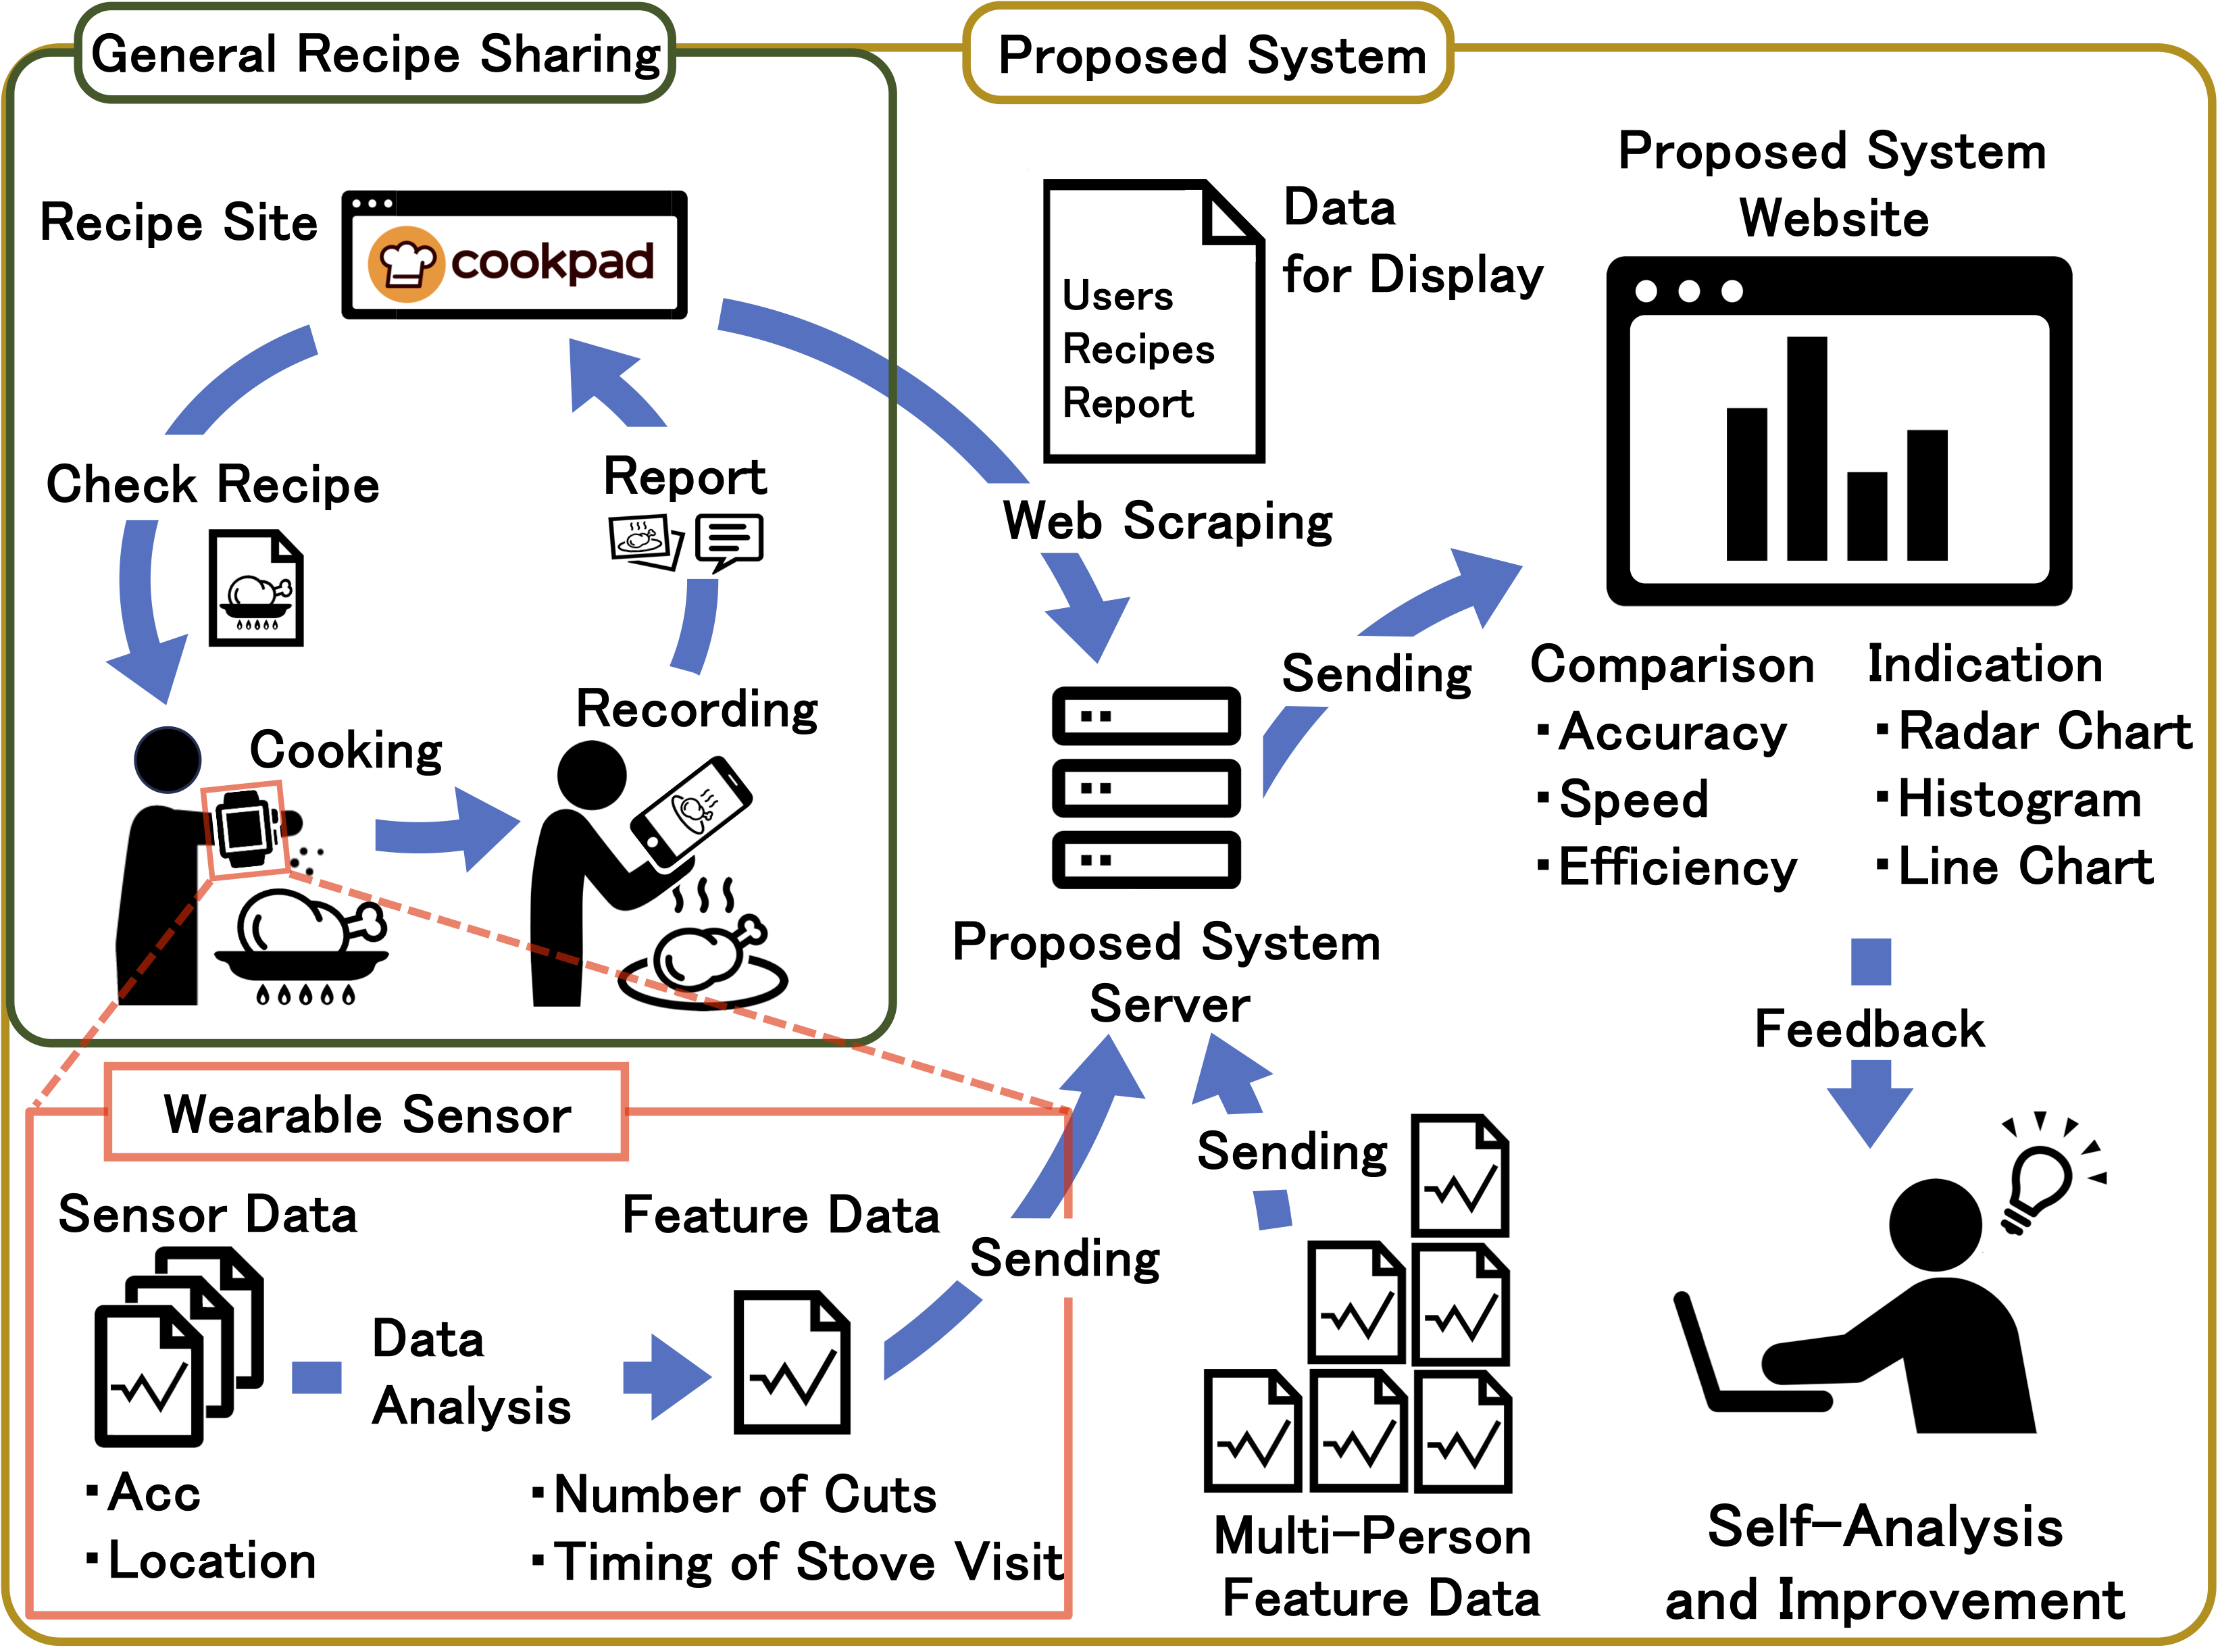 General Recipe Sharing
Proposed System
Recipe Site
cookpad
Check Recipe
Report
Cooking
Recording
Data
for Display
Users
Recipes
Report
Web Scraping
Proposed System
Website
Sending
Comparison
・Accuracy
・Speed
・Efficiency
Indication
・Radar Chart
・Histogram
・Line Chart
Proposed System
Server
Feedback
Wearable Sensor
Sensor Data
Data
Analysis
・Acc
・Location
Feature Data
・Number of Cuts
・Timing of Stove Visit
Sending
Sending
Multi-Person
Feature Data
Self-Analysis
and Improvement